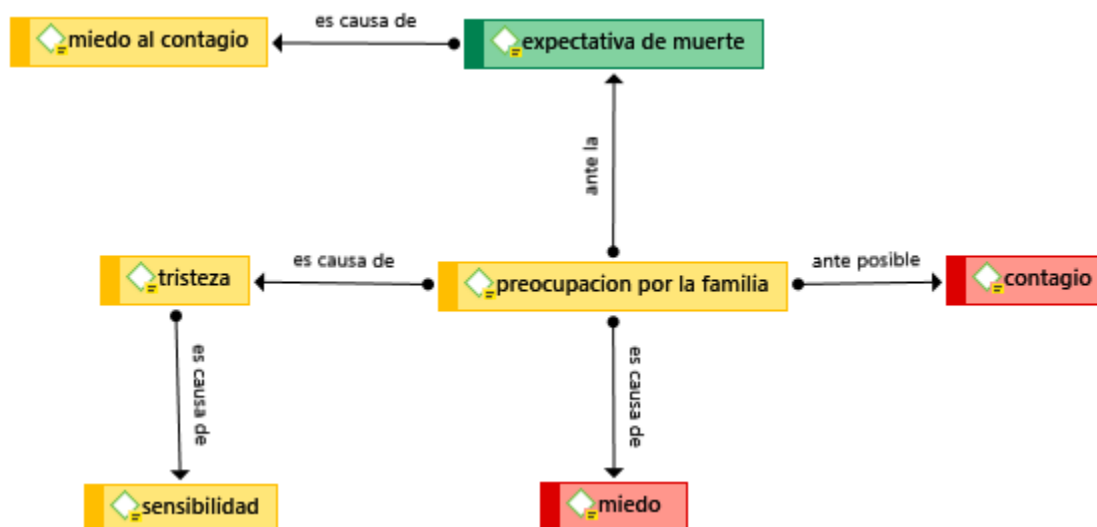 es causa de
miedo al contagio
expectativa de muerte
ante la
es causa de
ante posible
tristeza
preocupacion por la familia
contagio
es causa de
es causa de
sensibilidad
miedo